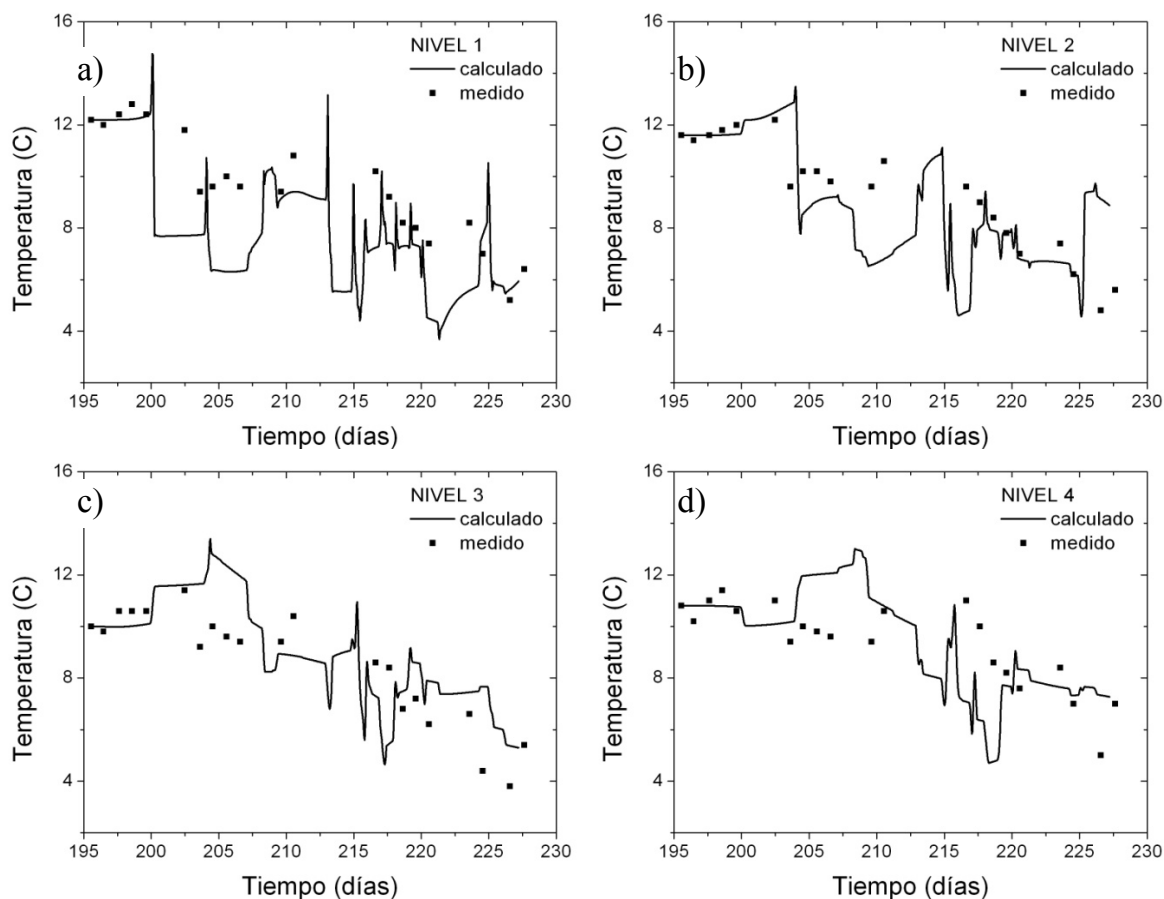 a)
NIVEL 1
calculado
medido
16
12
8
4
Temperatura (C)
195 200 205 210 215 220 225 230
Tiempo (días)
b)
NIVEL 2
calculado
medido
16
12
8
4
Temperatura (C)
195 200 205 210 215 220 225 230
Tiempo (días)
c)
NIVEL 3
calculado
medido
16
12
8
4
Temperatura (C)
195 200 205 210 215 220 225 230
Tiempo (días)
d)
NIVEL 4
calculado
medido
16
12
8
4
Temperatura (C)
195 200 205 210 215 220 225 230
Tiempo (días)